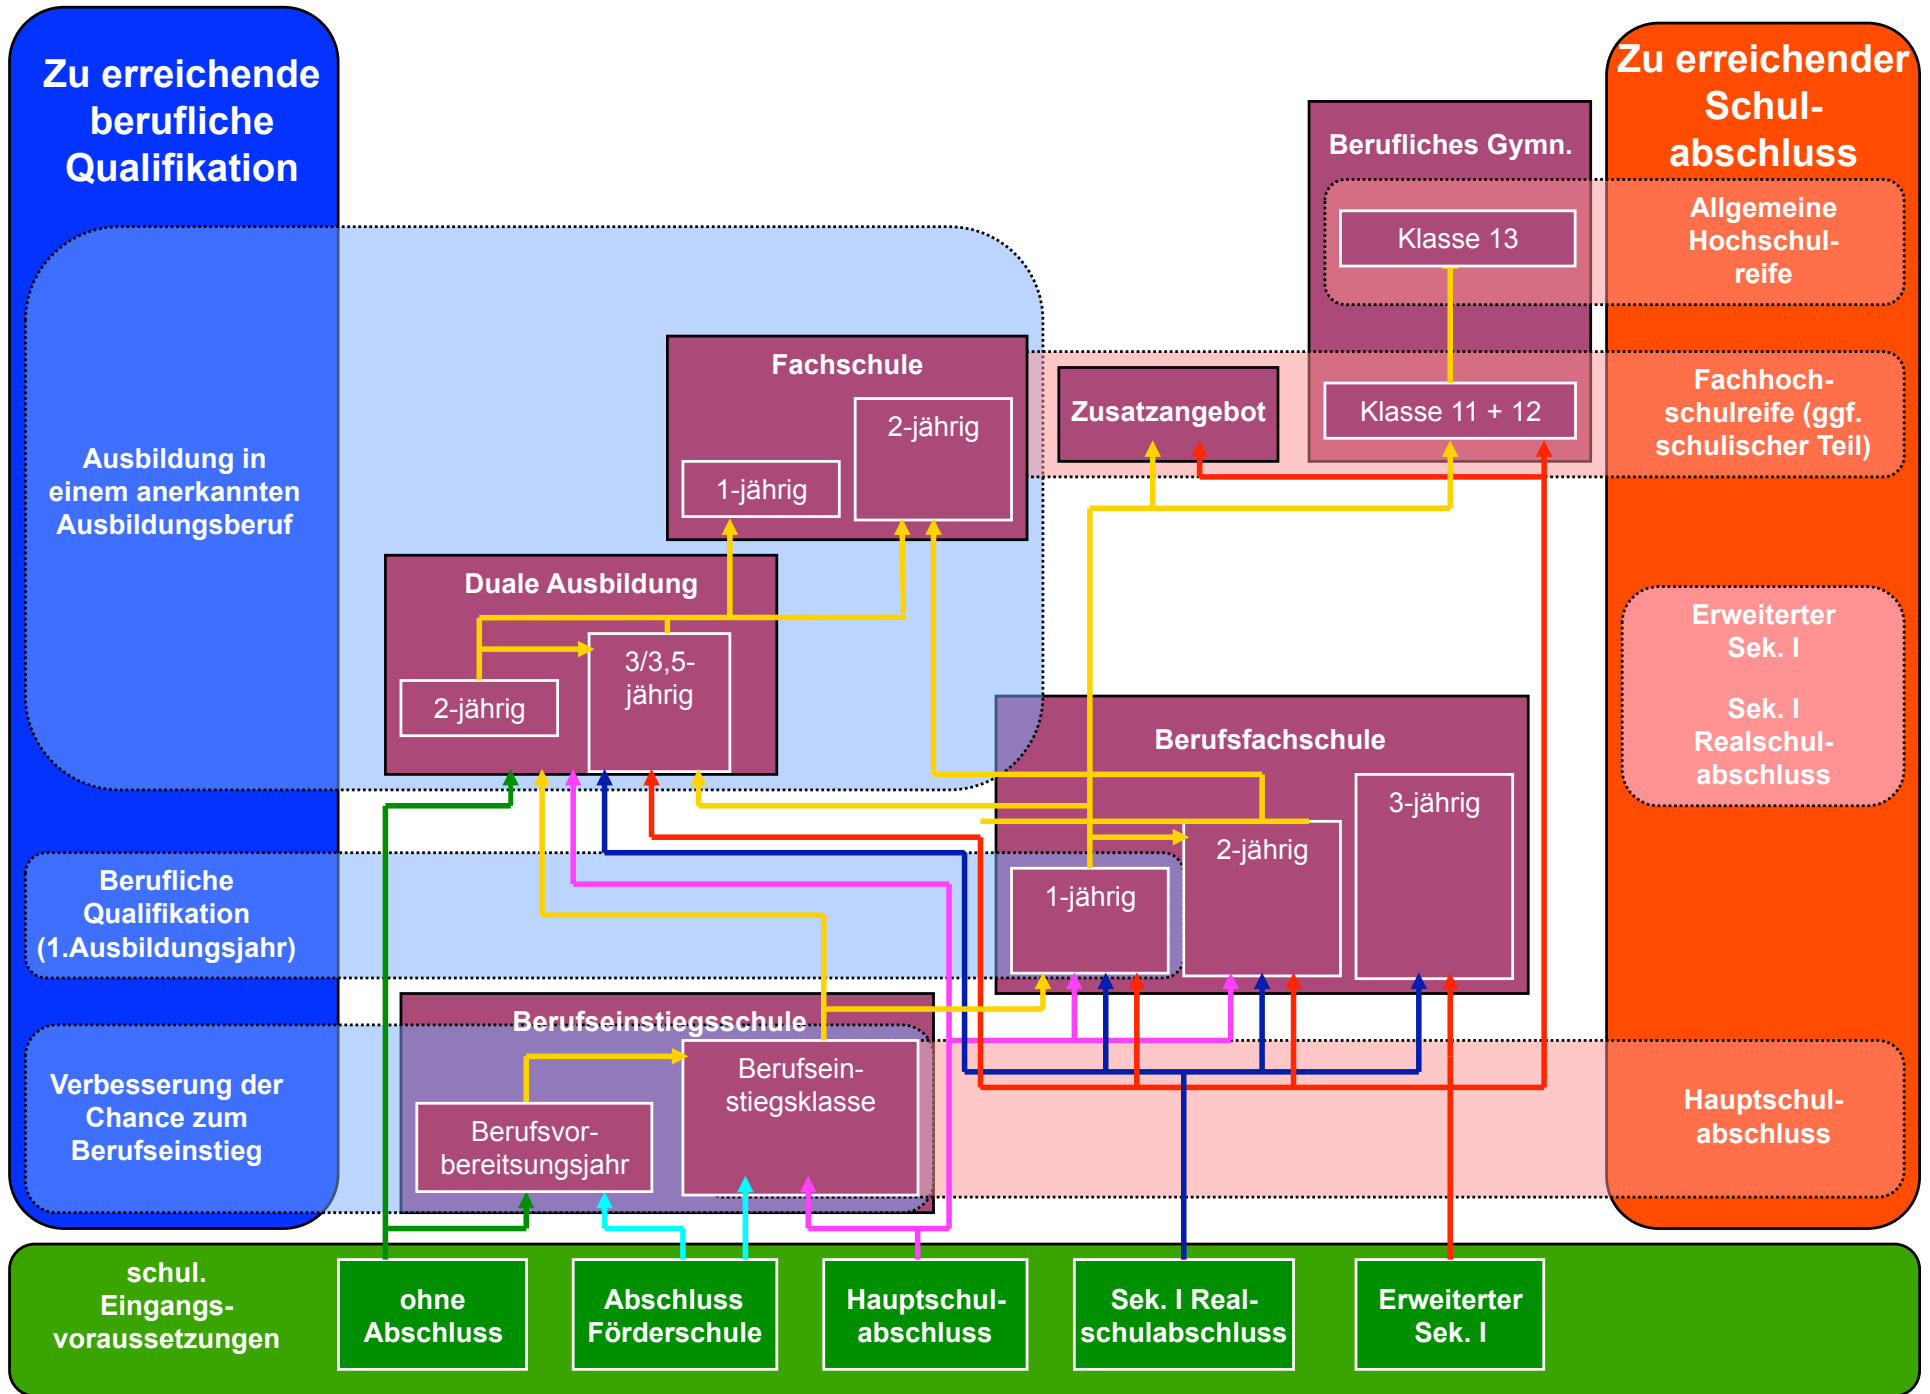 Zu erreichende
berufliche
Qualifikation
Zu erreichender
Schul-
abschluss
Berufliches Gymn.
Klasse 13
Allgemeine
Hochschul-
reife
Fachschule
2-jährig
1-jährig
Zusatzangebot
Klasse 11 + 12
Fachhoch-
schulreife (ggf.
schulischer Teil)
Ausbildung in
einem anerkannten
Ausbildungsberuf
Duale Ausbildung
3/3,5-
jährig
2-jährig
Erweiterter
Sek. I
Sek. I
Realschul-
abschluss
Berufsfachschule
3-jährig
2-jährig
1-jährig
Berufliche
Qualifikation
(1.Ausbildungsjahr)
Berufseinstiegsschule
Berufsein-
stiegsklasse
Berufsvor-
bereitsungsjahr
Verbesserung der
Chance zum
Berufseinstieg
Hauptschul-
abschluss
schul.
Eingangs-
voraussetzungen
ohne
Abschluss
Abschluss
Förderschule
Hauptschul-
abschluss
Sek. I Real-
schulabschluss
Erweiterter
Sek. I